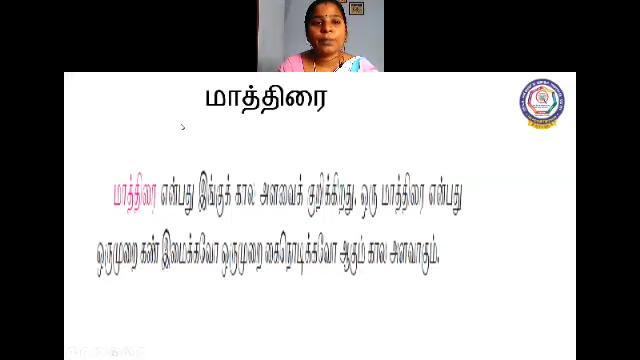 மாத்திரை
மாத்திரை என்பது இங்குக் கால அளவைக் குறிக்கிறது. ஒரு மாத்திரை என்பது
ஒருமுறை கண் இமைக்கவோ ஒருமுறை கைநொடிக்கவோ ஆகும் கால அளவாகும்.